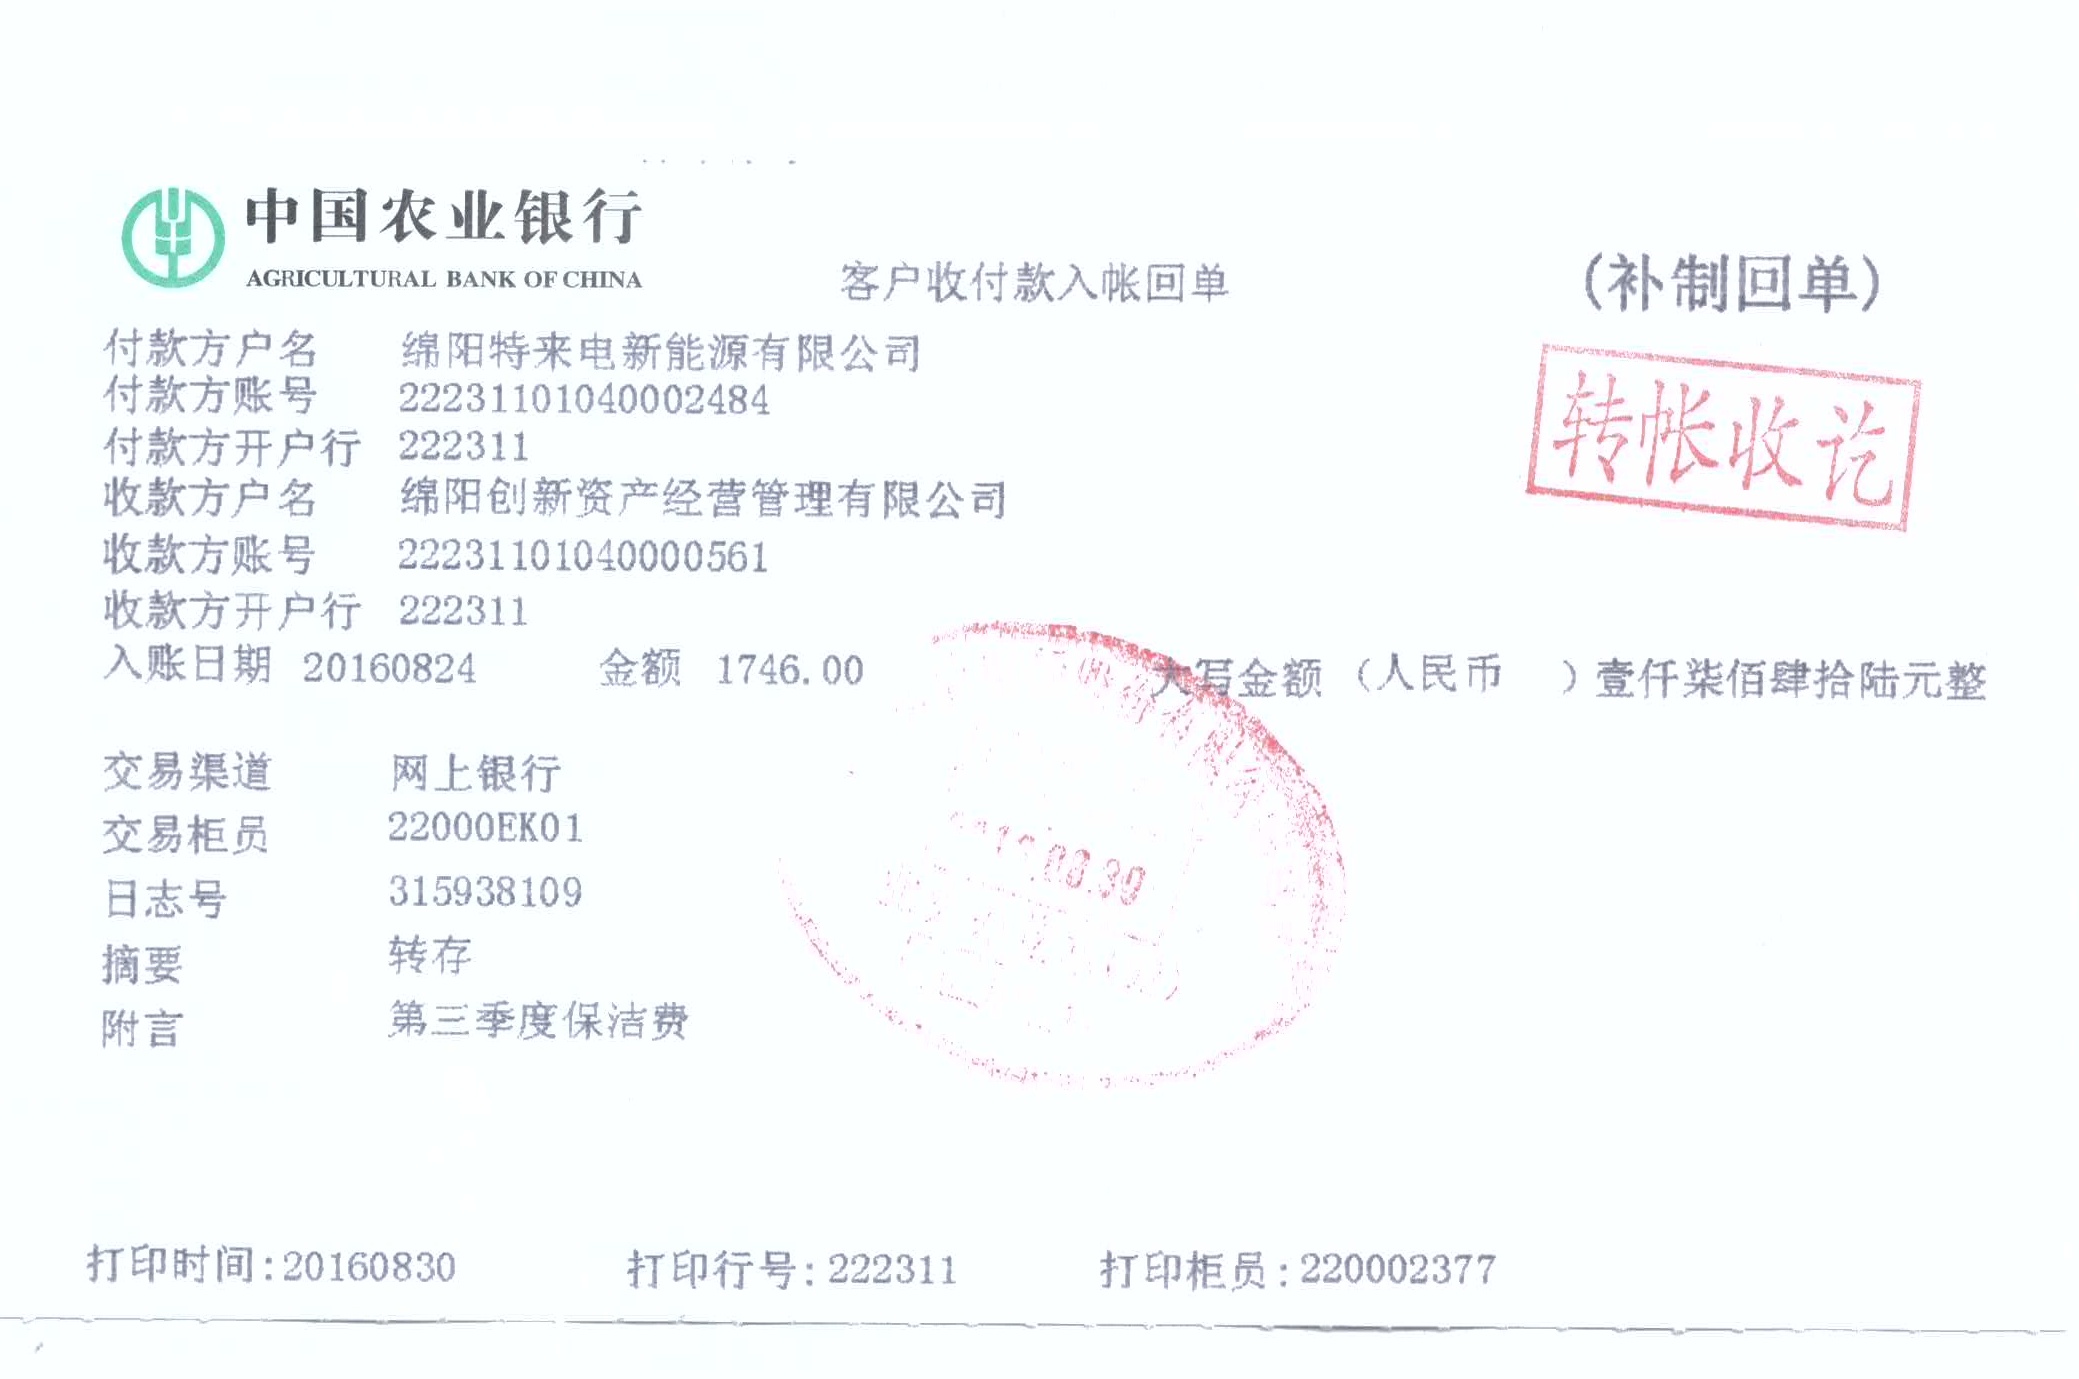 中国农业银行
AGRICULTURAL BANK OF CHINA
客户收付款入帐回单
(补制回单)
付款方户名 绵阳特来电新能源有限公司
付款方账号 22231101040002484
付款方开户行 222311
转帐收讫
收款方户名 绵阳创新资产经营管理有限公司
收款方账号 22231101040000561
收款方开户行 222311
入账日期 20160824 金额 1746.00 大写金额（人民币 ）壹仟柒佰肆拾陆元整
交易渠道 网上银行
交易柜员 22000EK01
08.30
日志号 315938109
摘要 转存
附言 第三季度保洁费
打印时间:20160830 打印行号:222311 打印柜员:220002377